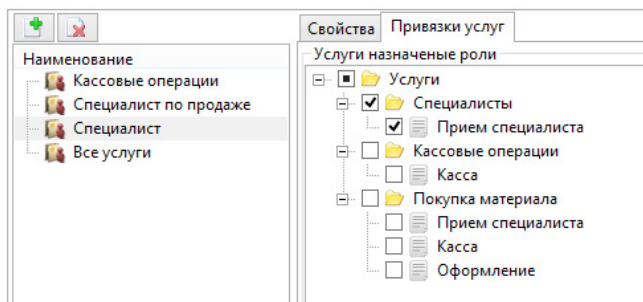 Наименование
Кассовые операции
Специалист по продаже
Специалист
Все услуги
Свойства
Привязки услуг
Услуги назначеные роли
Услуги
Специалисты
Прием специалиста
Кассовые операции
Касса
Покупка материала
Прием специалиста
Касса
Оформление